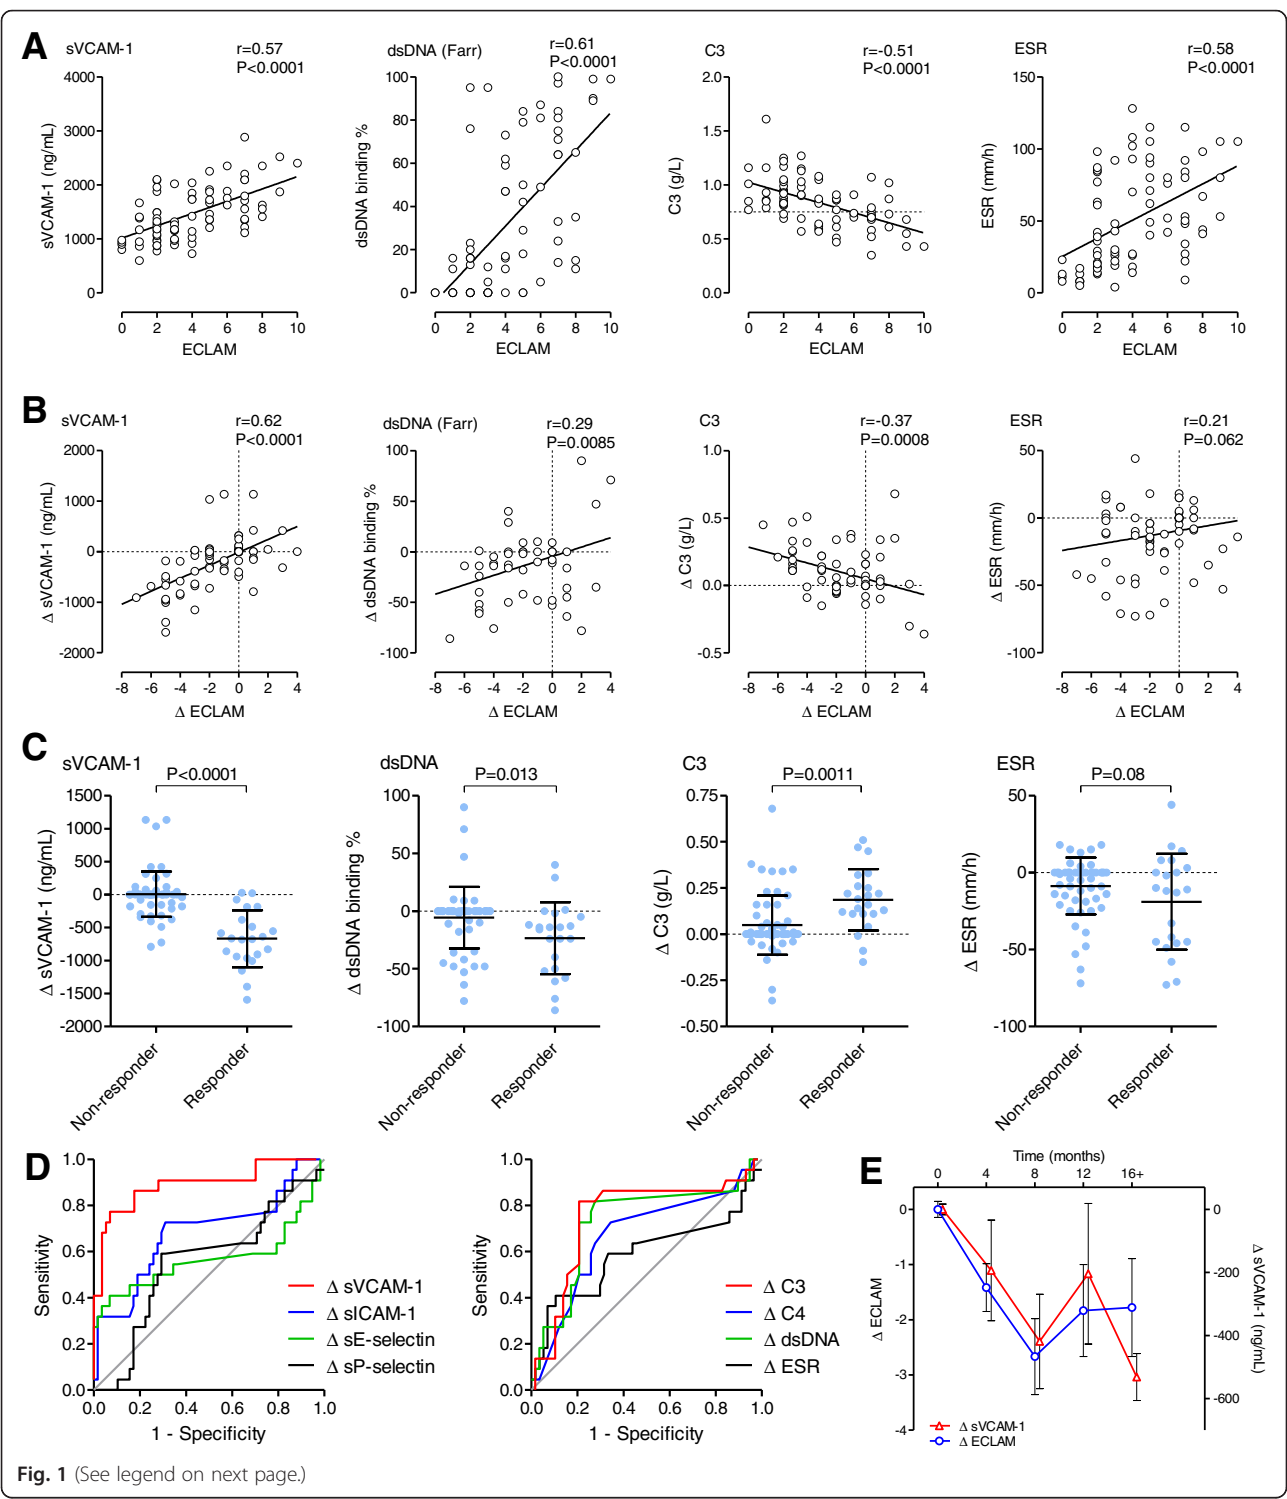 A
sVCAM-1
r=0.57
P<0.0001
sVCAM-1 (ng/mL)
4000
3000
2000
1000
0
0 2 4 6 8 10
ECLAM
dsDNA (Farr)
r=0.61
P<0.0001
dsDNA binding %
100
80
60
40
20
0
0 2 4 6 8 10
ECLAM
C3
r=-0.51
P<0.0001
C3 (g/L)
2.0
1.5
1.0
0.5
0.0
0 2 4 6 8 10
ECLAM
ESR
r=0.58
P<0.0001
ESR (mm/h)
150
100
50
0
0 2 4 6 8 10
ECLAM
B
sVCAM-1
r=0.62
P<0.0001
Δ sVCAM-1 (ng/mL)
2000
1000
0
-1000
-2000
-8 -6 -4 -2 0 2 4
Δ ECLAM
dsDNA (Farr)
r=0.29
P=0.0085
Δ dsDNA binding %
100
50
0
-50
-100
-8 -6 -4 -2 0 2 4
Δ ECLAM
C3
r=-0.37
P=0.0008
Δ C3 (g/L)
1.0
0.5
0.0
-0.5
-8 -6 -4 -2 0 2 4
Δ ECLAM
ESR
r=0.21
P=0.062
Δ ESR (mm/h)
50
0
-50
-100
-8 -6 -4 -2 0 2 4
Δ ECLAM
C
sVCAM-1
P<0.0001
Δ sVCAM-1 (ng/mL)
1500
1000
500
0
-500
-1000
-1500
-2000
Non-responder
Responder
dsDNA
P=0.013
Δ dsDNA binding %
100
50
0
-50
-100
Non-responder
Responder
C3
P=0.0011
Δ C3 (g/L)
0.75
0.50
0.25
0.00
-0.25
-0.50
Non-responder
Responder
ESR
P=0.08
Δ ESR (mm/h)
50
0
-50
-100
Non-responder
Responder
D
Sensitivity
1.0
0.8
0.6
0.4
0.2
0.0
0.0 0.2 0.4 0.6 0.8 1.0
1 - Specificity
Δ sVCAM-1
Δ sICAM-1
Δ sE-selectin
Δ sP-selectin
Sensitivity
1.0
0.8
0.6
0.4
0.2
0.0
0.0 0.2 0.4 0.6 0.8 1.0
1 - Specificity
Δ C3
Δ C4
Δ dsDNA
Δ ESR
E
Time (months)
0 4 8 12 16+
Δ ECLAM
0
-1
-2
-3
-4
0
-200
-400
-600
Δ sVCAM-1 (ng/mL)
Δ sVCAM-1
Δ ECLAM
Fig. 1 (See legend on next page.)